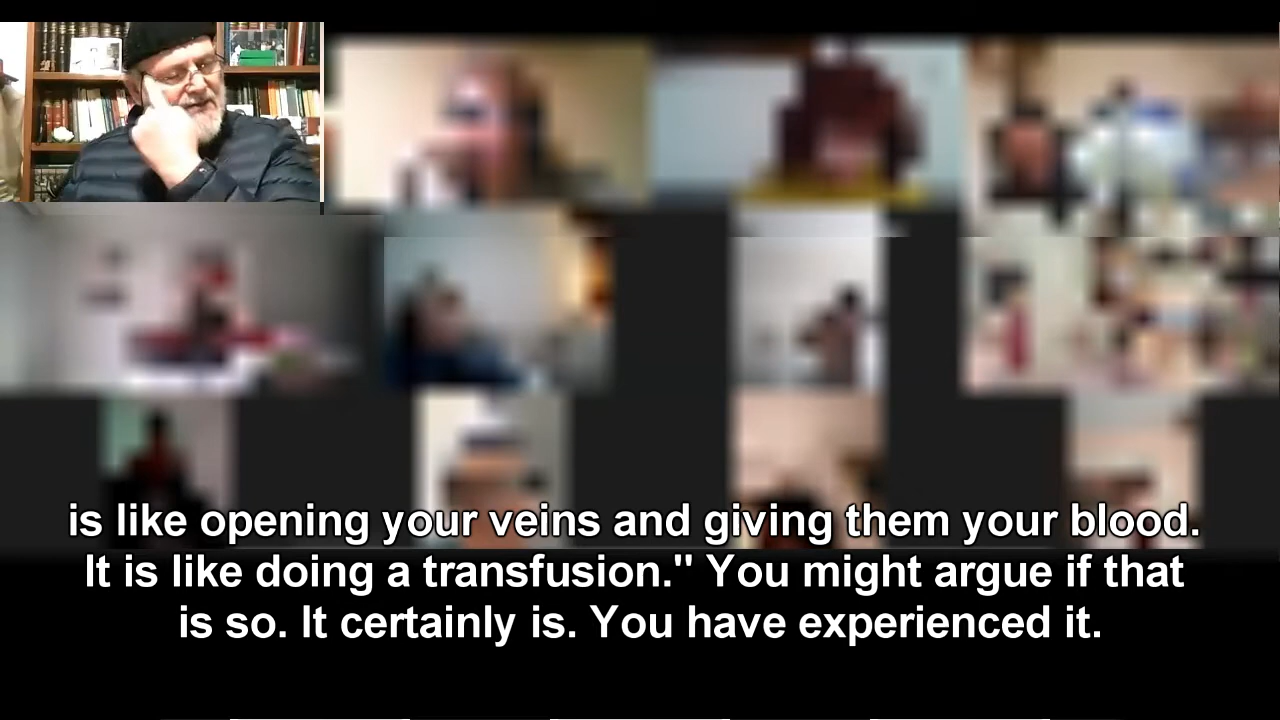 is like opening your veins and giving them your blood.
It is like doing a transfusion." You might argue if that
is so. It certainly is. You have experienced it.